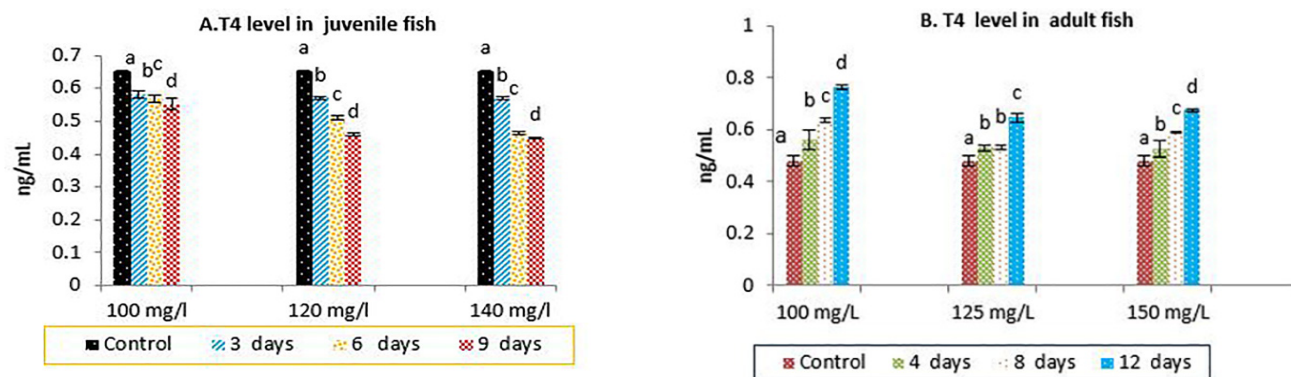 A.T4 level in juvenile fish
0.7
0.6
0.5
0.4
0.3
0.2
0.1
0
ng/mL
a b c d
a b c d
a b c d
100 mg/l 120 mg/l 140 mg/l
Control 3 days 6 days 9 days
B. T4 level in adult fish
1
0.8
0.6
0.4
0.2
0
ng/mL
a b c d
a b b c
a b c d
100 mg/L 125 mg/L 150 mg/L
Control 4 days 8 days 12 days